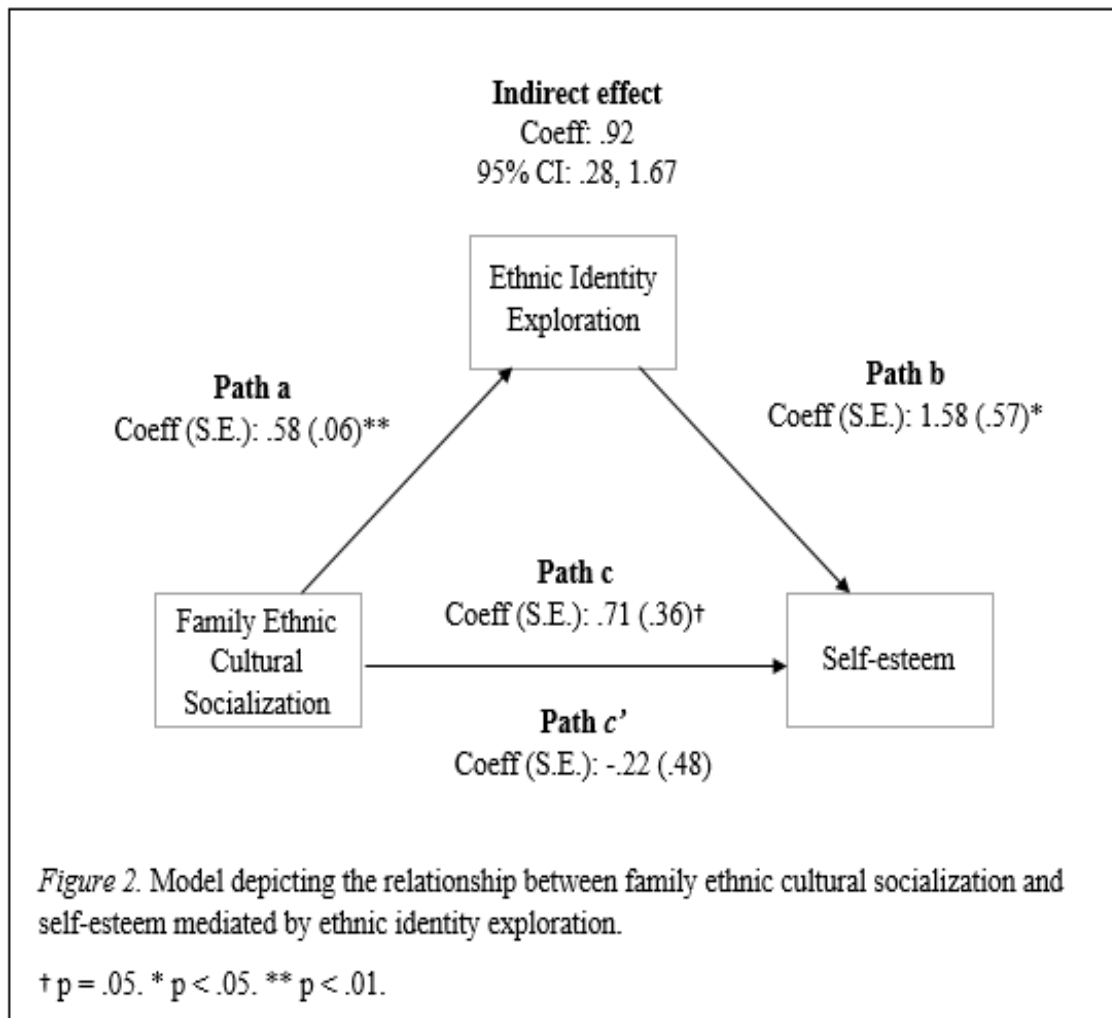 Indirect effect
Coeff: .92
95% CI: .28, 1.67
Ethnic Identity
Exploration
Path a
Coeff (S.E.): .58 (.06)**
Path b
Coeff (S.E.): 1.58 (.57)*
Path c
Coeff (S.E.): .71 (.36)†
Family Ethnic
Cultural
Socialization
Self-esteem
Path c’
Coeff (S.E.): -.22 (.48)
Figure 2. Model depicting the relationship between family ethnic cultural socialization and
self-esteem mediated by ethnic identity exploration.
† p = .05. * p < .05. ** p < .01.